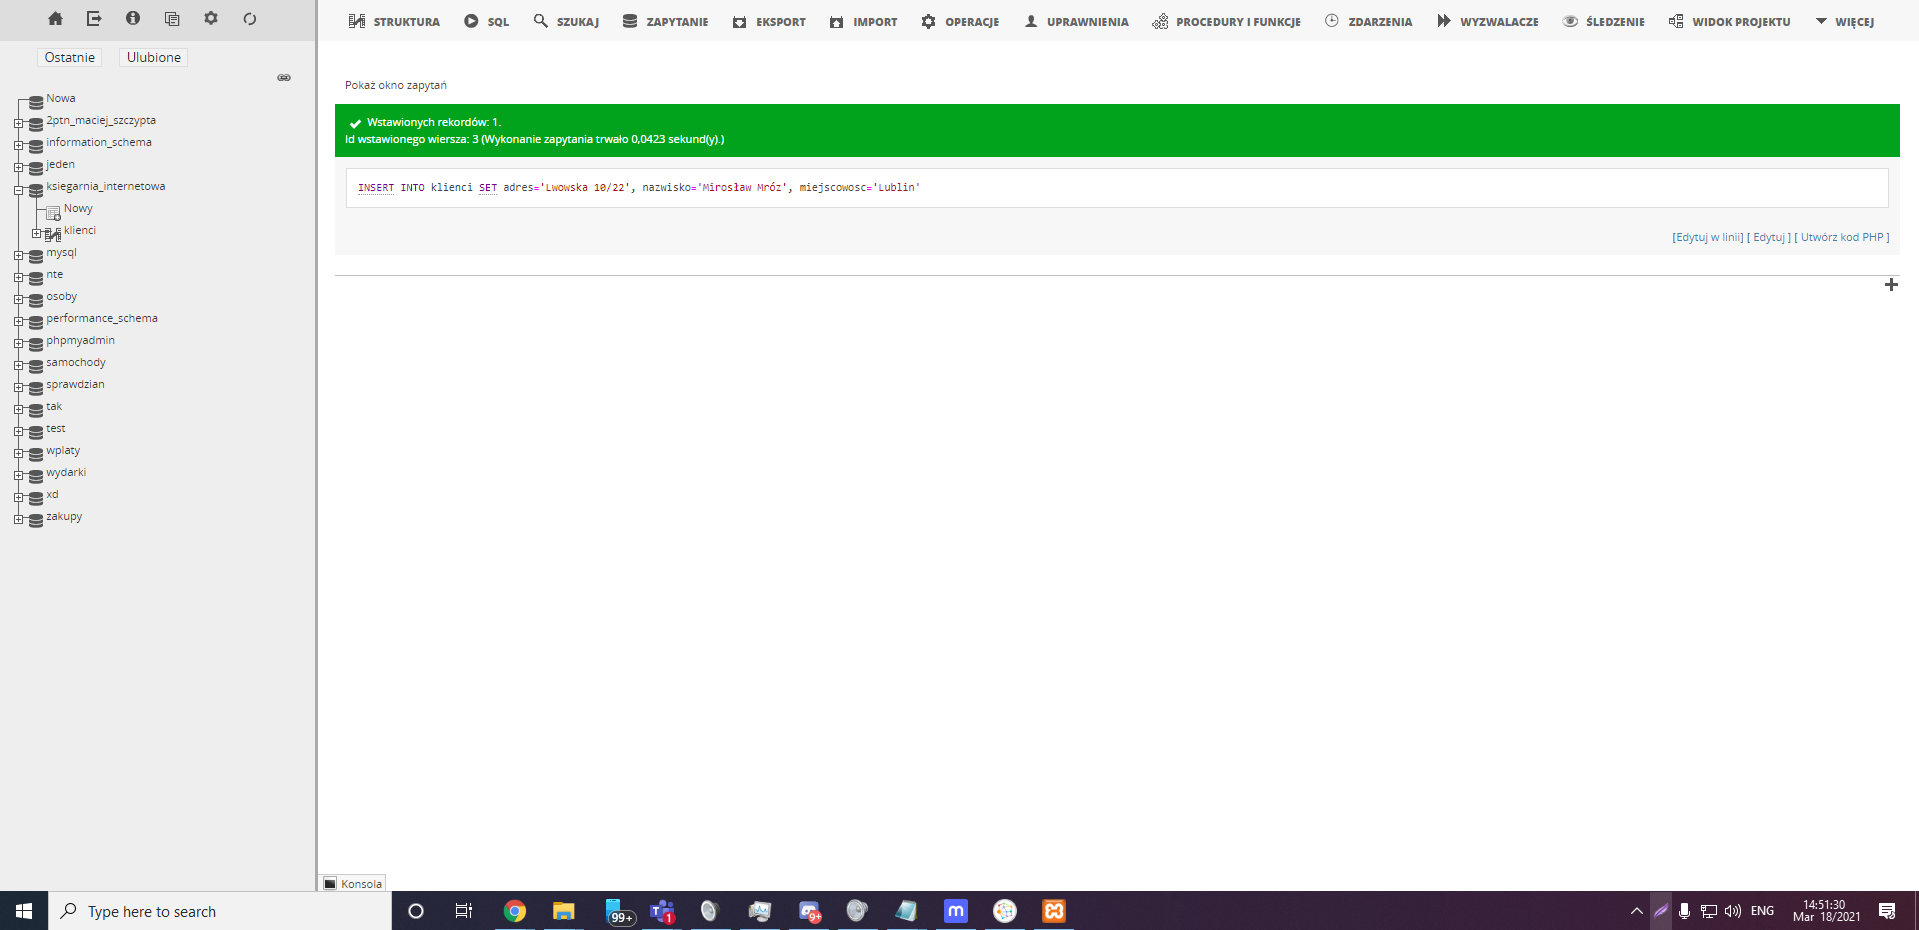 STRUKTURA SQL SZUKAJ ZAPYTANIE EKSPORT IMPORT OPERACJE UPRAWNIENIA PROCEDURY I FUNKCJE ZDARZENIA WYZWALACZE ŚLEDZENIE WIDOK PROJEKTU WIĘCEJ
Ostatnie Ulubione
Nowa
2ptn_maciej_szczypta
information_schema
jeden
ksiegarnia_internetowa
Nowy
klienci
mysql
nte
osoby
performance_schema
phpmyadmin
samochody
sprawdzian
tak
test
wplaty
wydarki
xd
zakupy
Pokaż okno zapytań
Wstawionych rekordów: 1.
Id wstawionego wiersza: 3 (Wykonanie zapytania trwało 0,0423 sekund(y).)
INSERT INTO klienci SET adres='Lwowska 10/22', nazwisko='Mirosław Mróz', miejscowosc='Lublin'
[Edytuj w linii] [ Edytuj ] [ Utwórz kod PHP ]
Konsola
Type here to search
99+
T
1
9+
m
ENG
14:51:30
Mar 18/2021